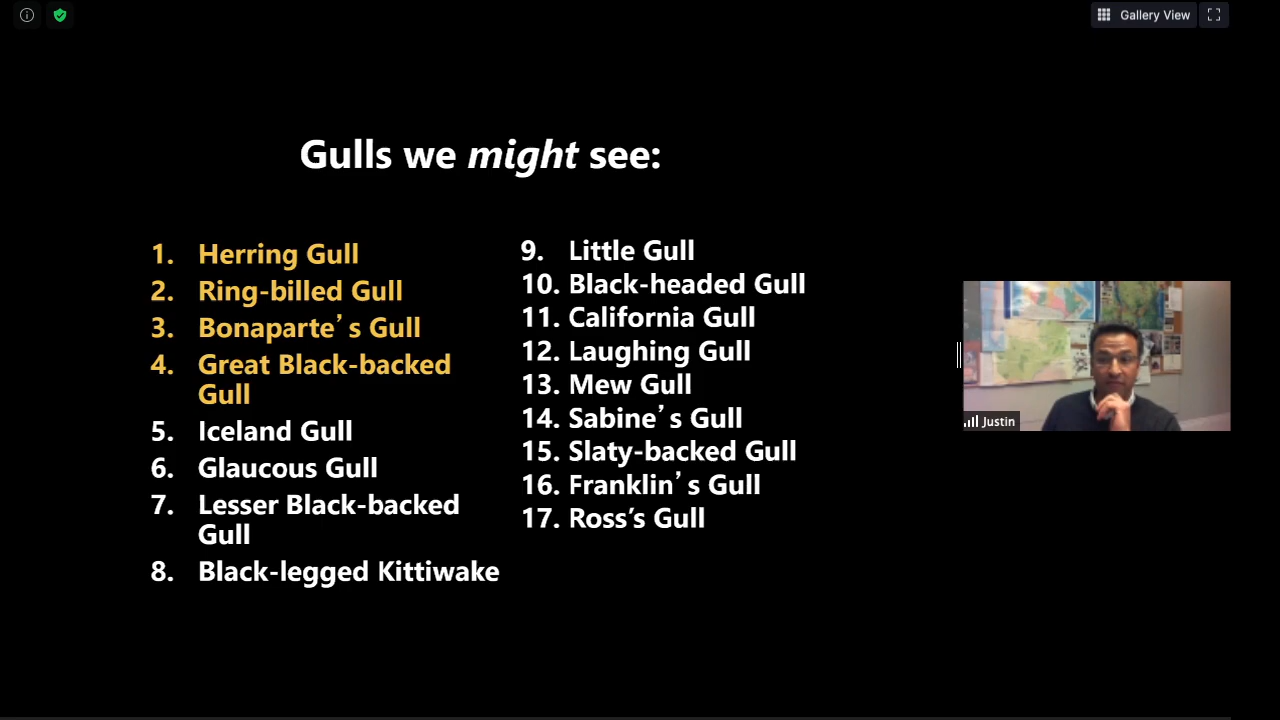 Gallery View
Gulls we might see:
1. Herring Gull
2. Ring-billed Gull
3. Bonaparte’s Gull
4. Great Black-backed
Gull
5. Iceland Gull
6. Glaucous Gull
7. Lesser Black-backed
Gull
8. Black-legged Kittiwake
9. Little Gull
10. Black-headed Gull
11. California Gull
12. Laughing Gull
13. Mew Gull
14. Sabine’s Gull
15. Slaty-backed Gull
16. Franklin’s Gull
17. Ross’s Gull
Justin